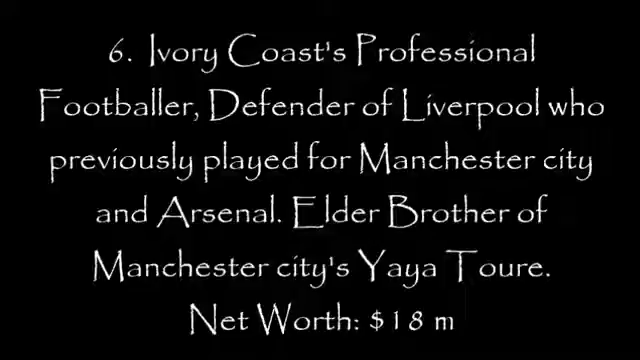 6. Ivory Coast's Professional
Footballer, Defender of Liverpool who
previously played for Manchester city
and Arsenal. Elder Brother of
Manchester city's Yaya Toure.
Net Worth: $18 m